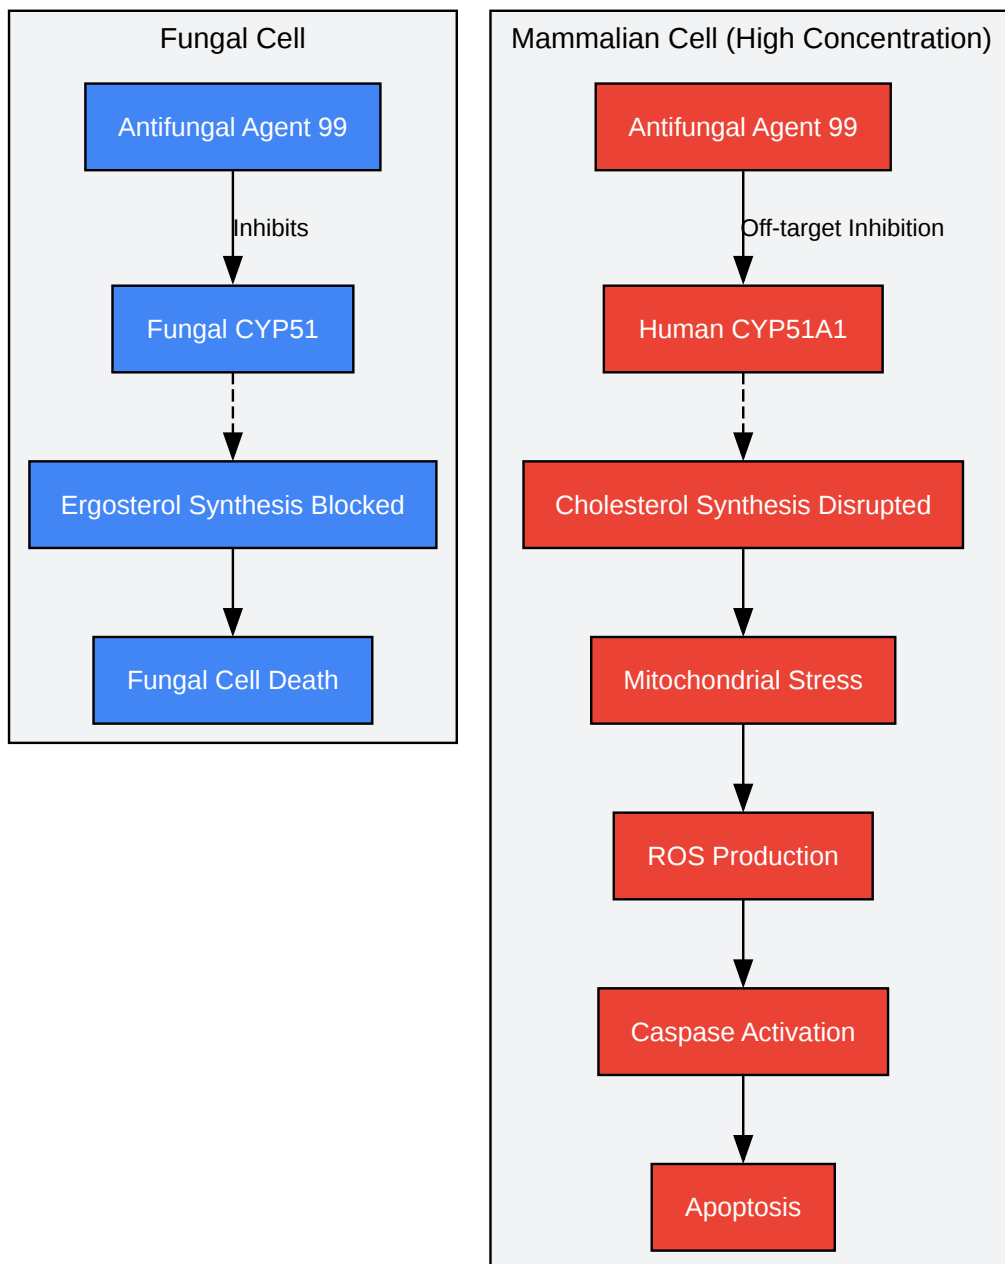 Fungal Cell
Antifungal Agent 99
Inhibits
Fungal CYP51
Ergosterol Synthesis Blocked
Fungal Cell Death
Mammalian Cell (High Concentration)
Antifungal Agent 99
Off-target Inhibition
Human CYP51A1
Cholesterol Synthesis Disrupted
Mitochondrial Stress
ROS Production
Caspase Activation
Apoptosis